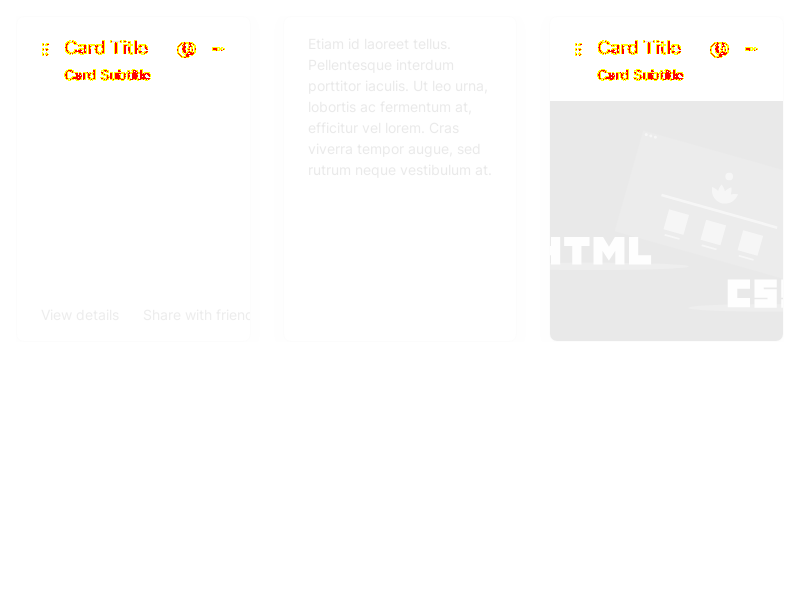 Card Title
Card Subtitle
View details
Share with friend
Etiam id laoreet tellus.
Pellentesque interdum
porttitor iaculis. Ut leo urna,
lobortis ac fermentum at,
efficitur vel lorem. Cras
viverra tempor augue, sed
rutrum neque vestibulum at.
Card Title
Card Subtitle
HTML
CSS